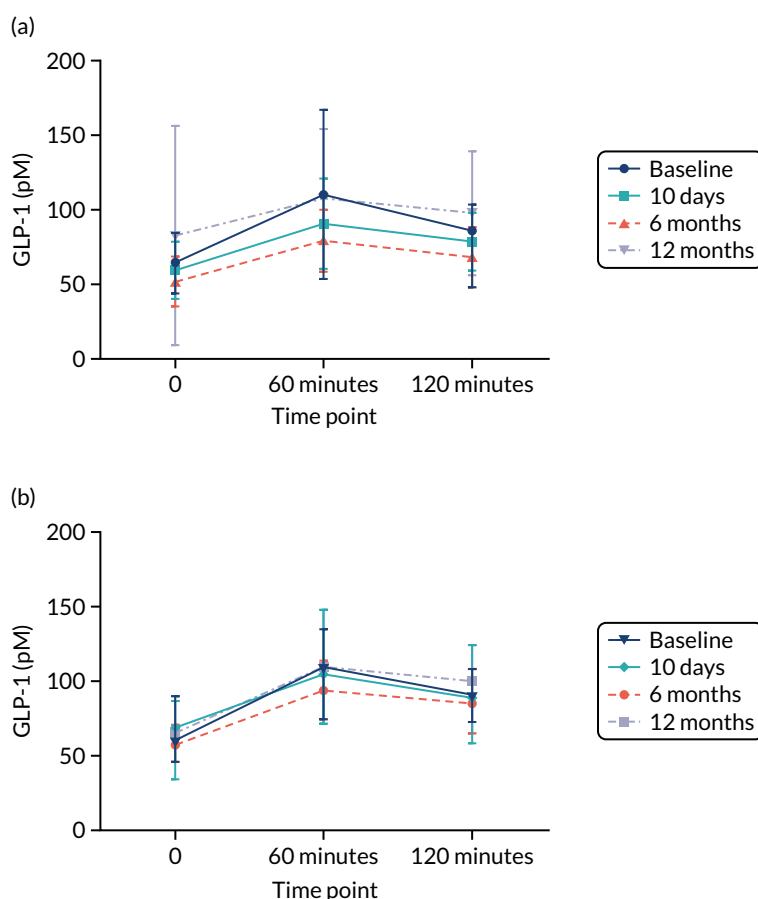 (a)
200
150
100
50
0
GLP-1 (pM)
0 60 minutes 120 minutes
Time point
Baseline
10 days
6 months
12 months
(b)
200
150
100
50
0
GLP-1 (pM)
0 60 minutes 120 minutes
Time point
Baseline
10 days
6 months
12 months